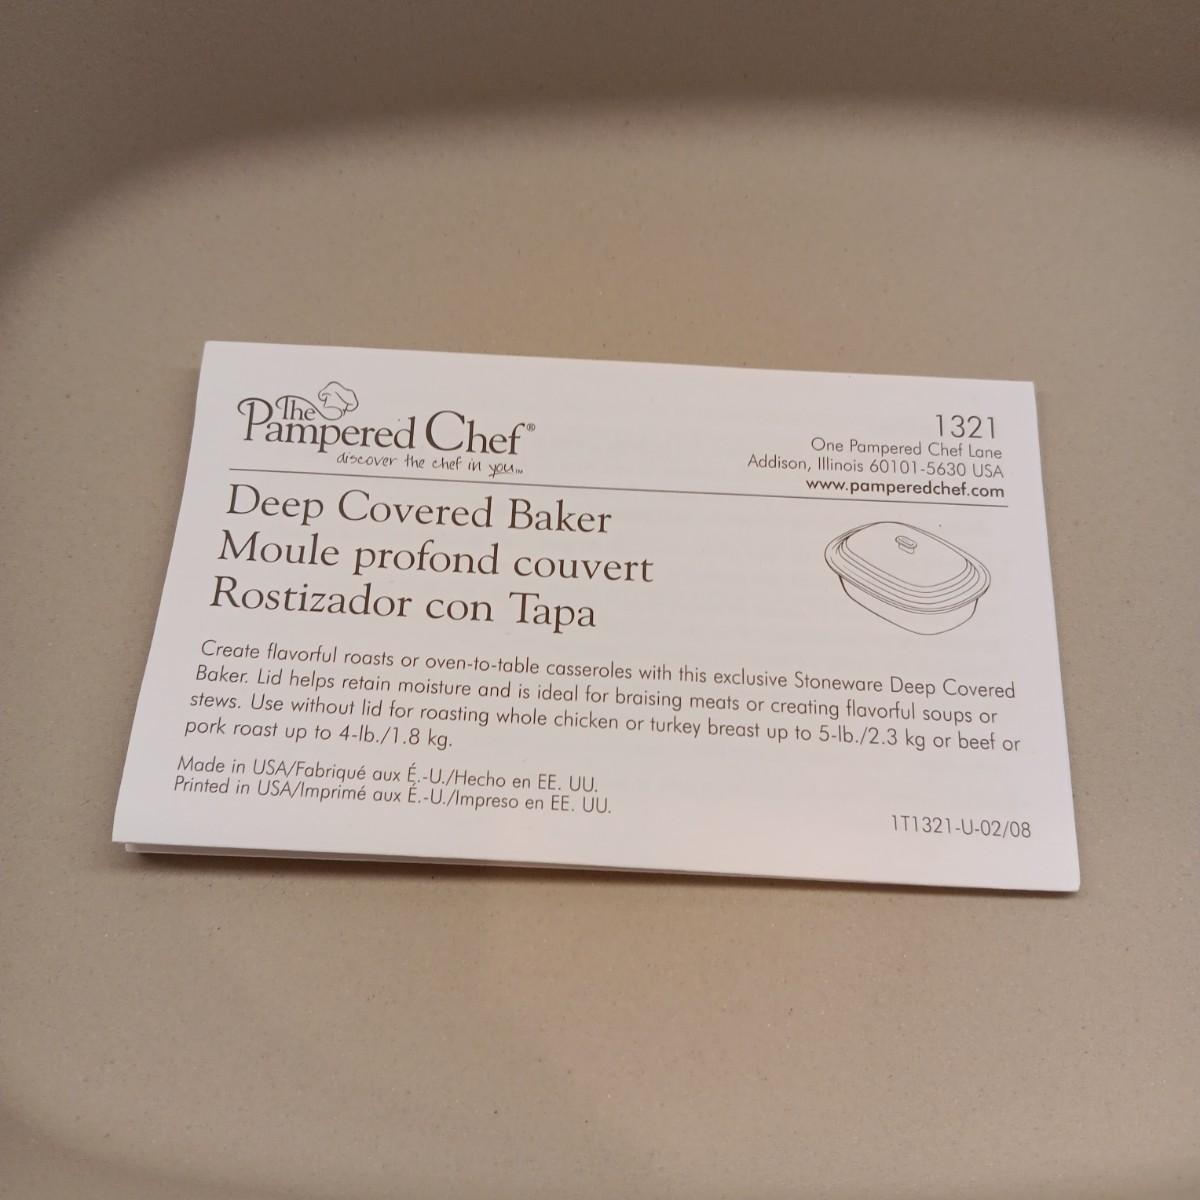 The
Pampered Chef®
discover the chef in you™
1321
One Pampered Chef Lane
Addison, Illinois 60101-5630 USA
www.pamperedchef.com
Deep Covered Baker
Moule profond couvert
Rostizador con Tapa
Create flavorful roasts or oven-to-table casseroles with this exclusive Stoneware Deep Covered
Baker. Lid helps retain moisture and is ideal for braising meats or creating flavorful soups or
stews. Use without lid for roasting whole chicken or turkey breast up to 5-lb./2.3 kg or beef or
pork roast up to 4-lb./1.8 kg.
Made in USA/Fabriqué aux É.-U./Hecho en EE. UU.
Printed in USA/Imprimé aux É.-U./Impreso en EE. UU.
1T1321-U-02/08